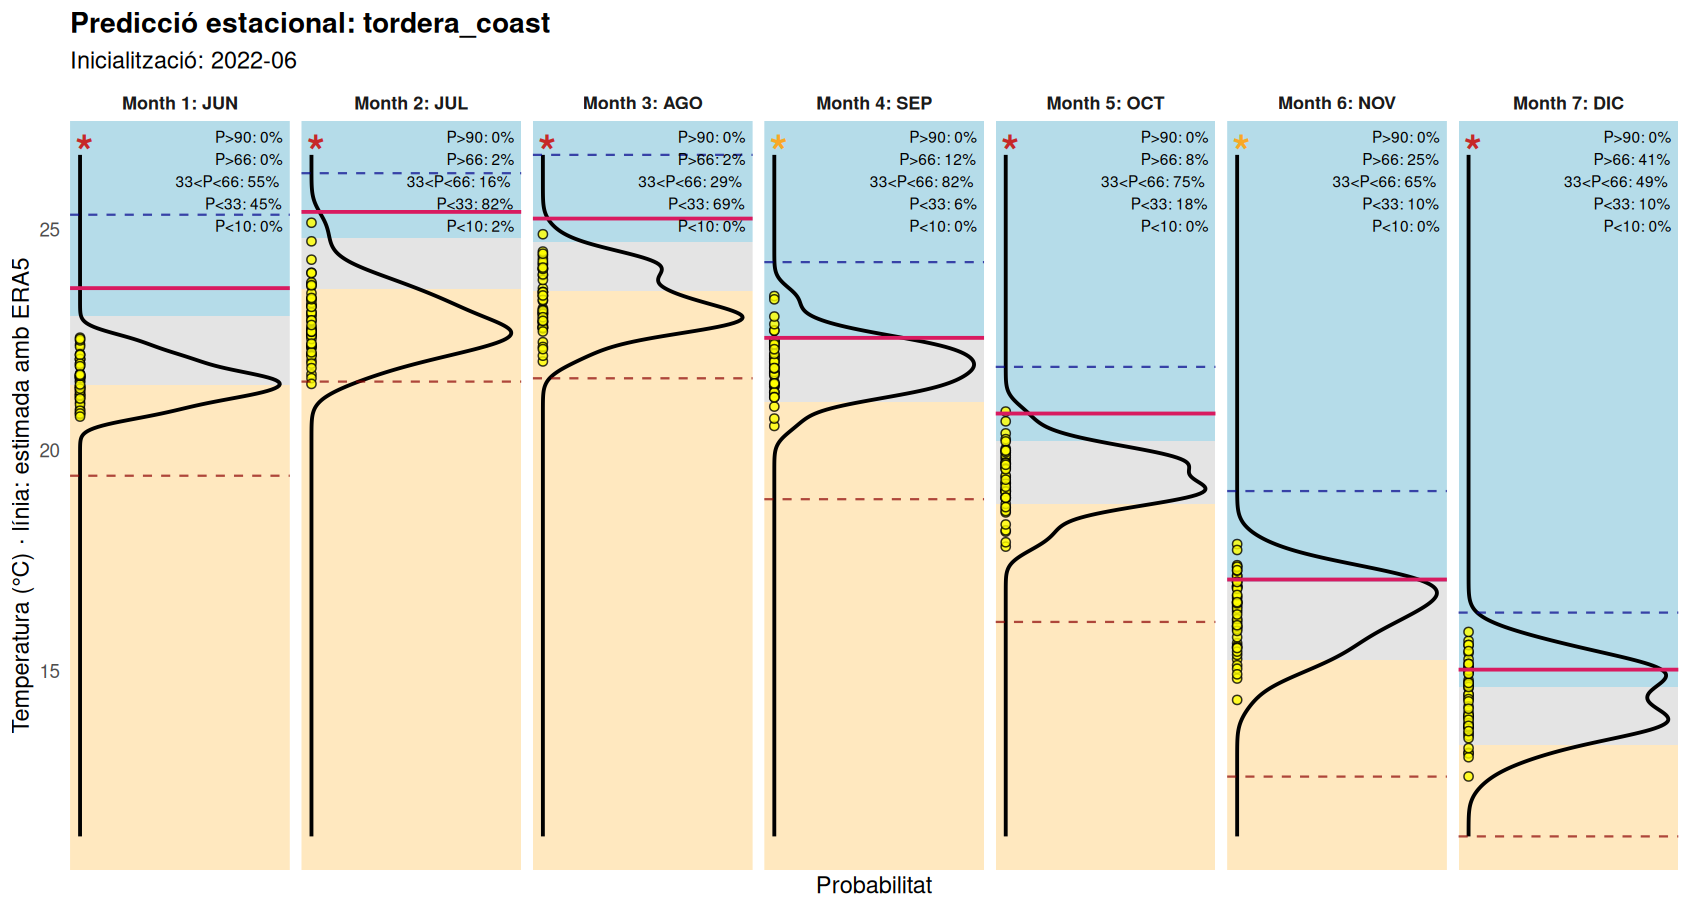 Predicció estacional: tordera_coast
Inicialització: 2022-06
Month 1: JUN
Month 2: JUL
Month 3: AGO
Month 4: SEP
Month 5: OCT
Month 6: NOV
Month 7: DIC
*
P>90: 0%
P>66: 0%
33<P<66: 55%
P<33: 45%
P<10: 0%
*
P>90: 0%
P>66: 2%
33<P<66: 16%
P<33: 82%
P<10: 2%
*
P>90: 0%
P>66: 2%
33<P<66: 29%
P<33: 69%
P<10: 0%
*
P>90: 0%
P>66: 12%
33<P<66: 82%
P<33: 6%
P<10: 0%
*
P>90: 0%
P>66: 8%
33<P<66: 75%
P<33: 18%
P<10: 0%
*
P>90: 0%
P>66: 25%
33<P<66: 65%
P<33: 10%
P<10: 0%
*
P>90: 0%
P>66: 41%
33<P<66: 49%
P<33: 10%
P<10: 0%
25
20
15
Temperatura (°C) · línia: estimada amb ERA5
Probabilitat